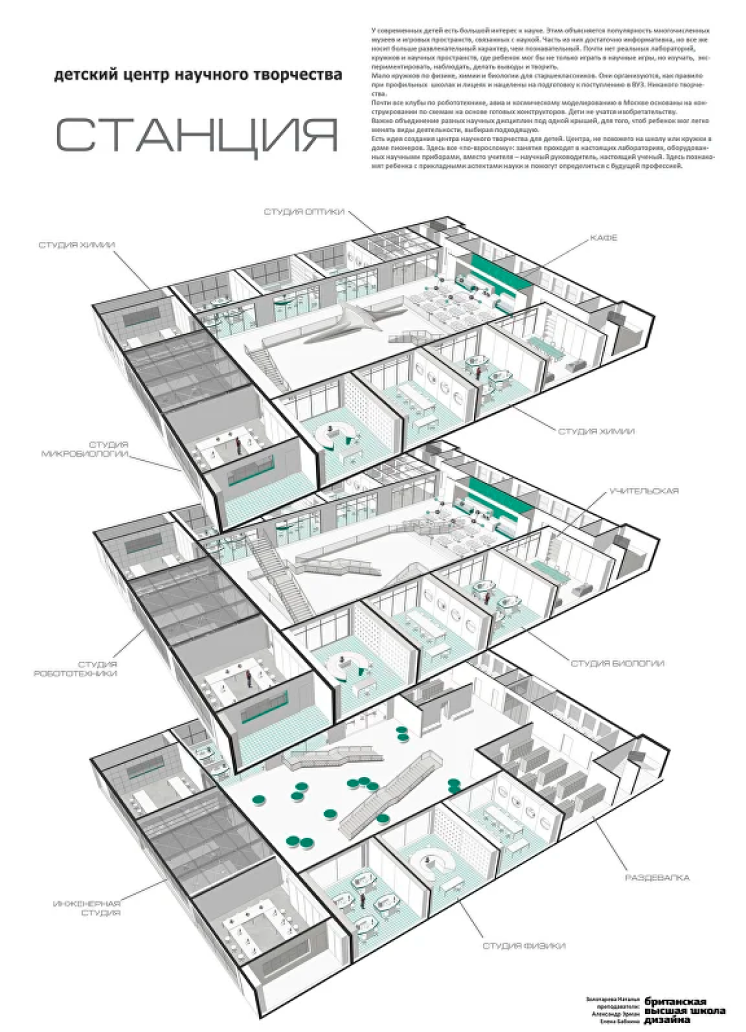 У современных детей есть большой интерес к науке. Этим объясняется популярность многочисленных
музеев и игровых пространств, связанных с наукой. Часть из них достаточно информативна, но все же
носит больше развлекательный характер, чем познавательный. Почти нет реальных лабораторий,
кружков и научных пространств, где ребенок мог бы не только играть в научные игры, но изучать, экс-
периментировать, наблюдать, делать выводы и творить.
Мало кружков по физике, химии и биологии для старшеклассников. Они организуются, как правило
при профильных школах и лицеях и нацелены на подготовку к поступлению в ВУЗ. Никакого творче-
ства.
Почти все клубы по робототехнике, авиа и космическому моделированию в Москве основаны на кон-
струировании по схемам на основе готовых конструкторов. Дети не учатся изобретательству.
Важно объединение разных научных дисциплин под одной крышей, для того, чтоб ребенок мог легко
менять виды деятельности, выбирая подходящую.
Есть идея создания центра научного творчества для детей. Центра, не похожего на школу или кружки в
доме пионеров. Здесь все «по-взрослому»: занятия проходят в настоящих лабораториях, оборудован-
ных научными приборами, вместо учителя – научный руководитель, настоящий ученый. Здесь познако-
мят ребенка с прикладными аспектами науки и помогут определиться с будущей профессией.
детский центр научного творчества
СТАНЦИЯ
СТУДИЯ ОПТИКИ
СТУДИЯ ХИМИИ
КАФЕ
СТУДИЯ ХИМИИ
СТУДИЯ
МИКРОБИОЛОГИИ
УЧИТЕЛЬСКАЯ
СТУДИЯ
РОБОТОТЕХНИКИ
СТУДИЯ БИОЛОГИИ
РАЗДЕВАЛКА
ИНЖЕНЕРНАЯ
СТУДИЯ
СТУДИЯ ФИЗИКИ
Золотарева Наталья
преподаватели:
Александр Эрман
Елена Бабкина
британская
высшая школа
дизайна